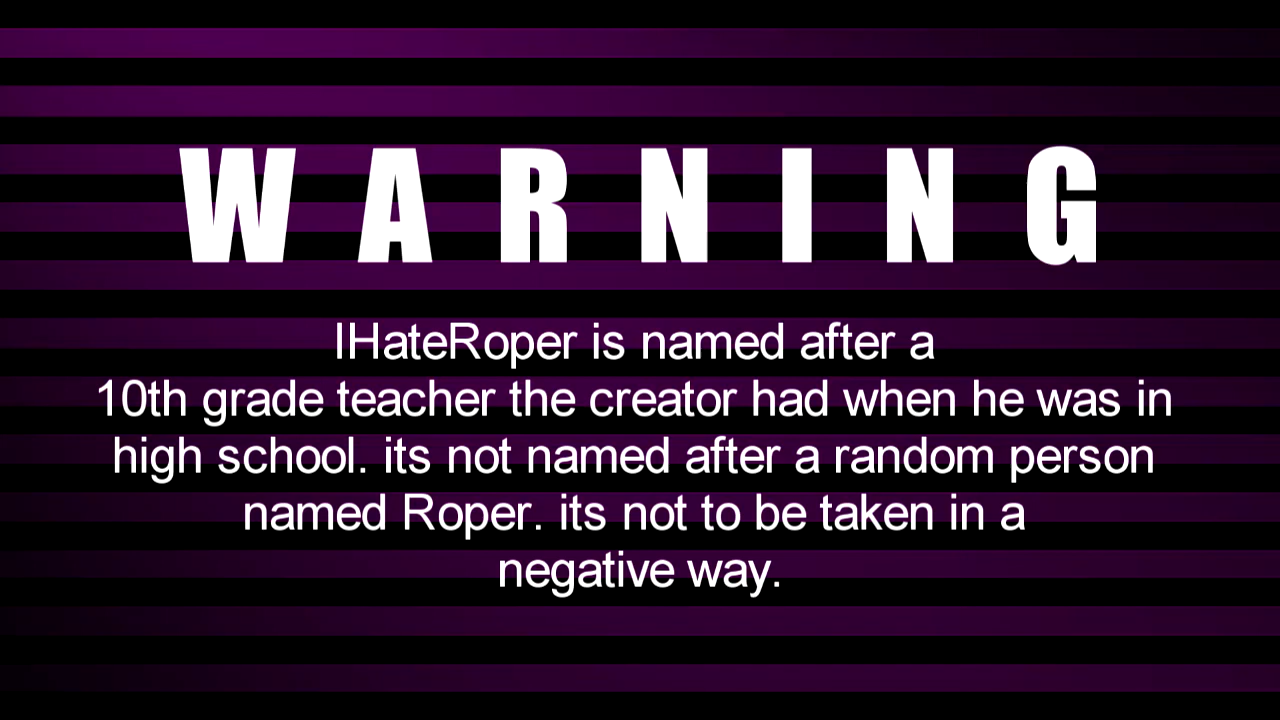 WARNING
IHateRoper is named after a
10th grade teacher the creator had when he was in
high school. its not named after a random person
named Roper. its not to be taken in a
negative way.